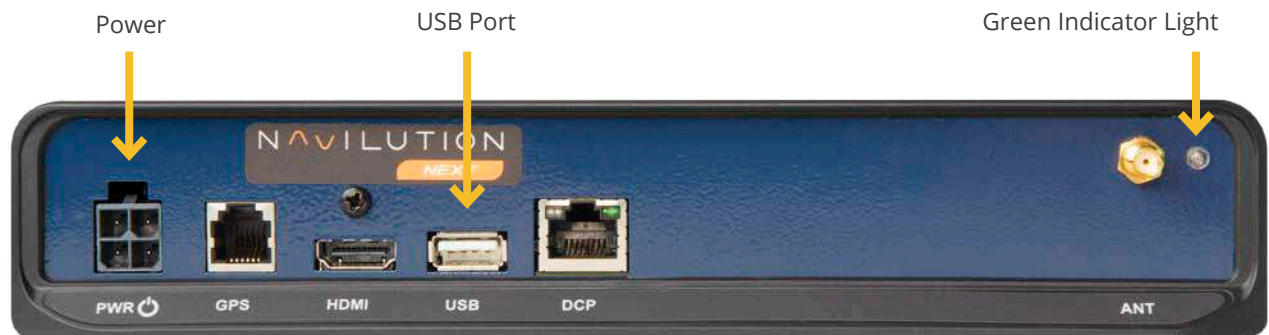 Power
USB Port
Green Indicator Light
NAVILUTION
NEXT
PWR
GPS
HDMI
USB
DCP
ANT